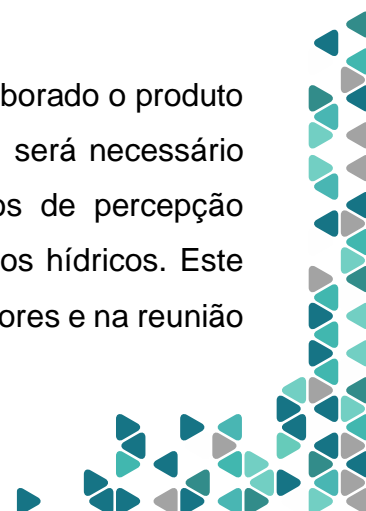 borado o produto
será necessário
os de percepção
os hídricos. Este
ores e na reunião